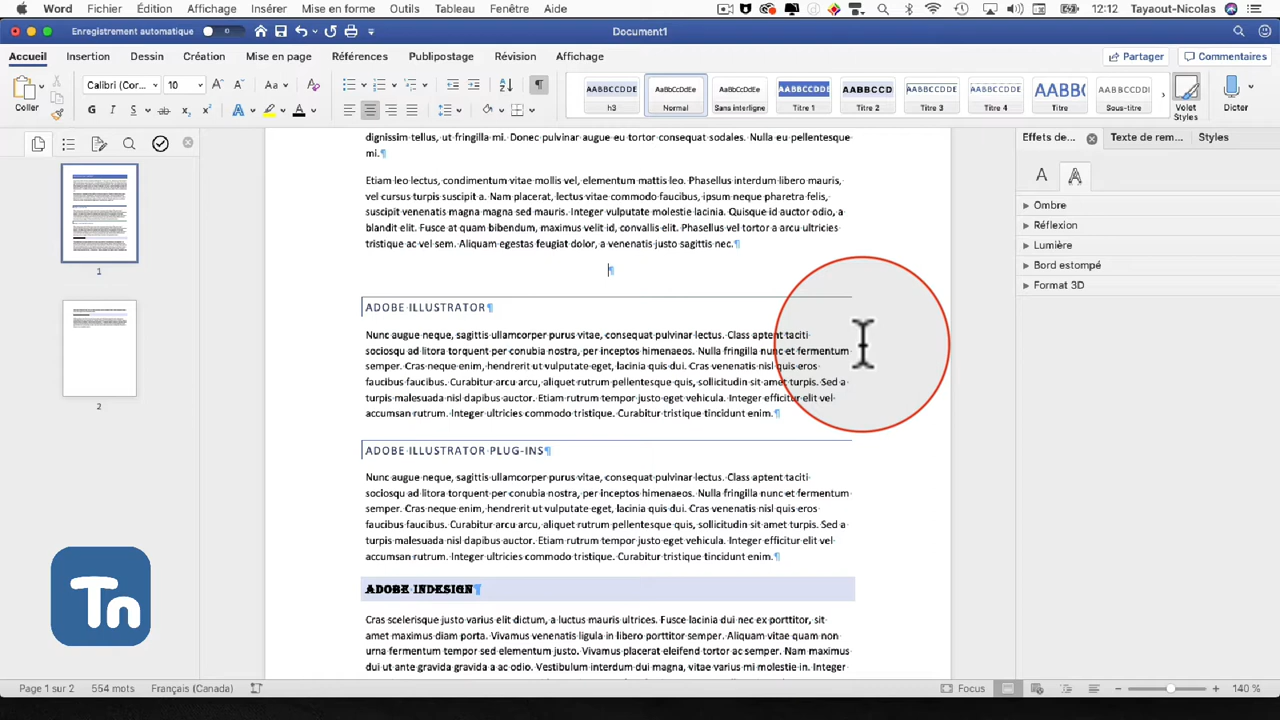 Word Fichier Édition Affichage Insérer Mise en forme Outils Tableau Fenêtre Aide 12:12 Tayaout-Nicolas
Enregistrement automatique Document1
Accueil Insertion Dessin Création Mise en page Références Publipostage Révision Affichage Partager Commentaires
Calibri (Cor... 10 A A Aa
G I S ab x x A A A
Coller
AABBCCDDE h3
AaBbCcDdEe Normal
AaBbCcDdEe Sans interligne
AABBCCDDE Titre 1
AABBCCD Titre 2
AABBCCDDE Titre 3
AABBCCDDE Titre 4
AABBC Titre
AABBCCDDE Sous-titre
Volet Styles
Dicter
Effets de... Texte de rem... Styles
A A
Ombre
Réflexion
Lumière
Bord estompé
Format 3D
1
2
dignissim·tellus,·ut·fringilla·mi.·Donec·pulvinar·augue·eu·tortor·consequat·sodales.·Nulla·eu·pellentesque·
mi.¶
Etiam·leo·lectus,·condimentum·vitae·mollis·vel,·elementum·mattis·leo.·Phasellus·interdum·libero·mauris,·
vel·cursus·turpis·suscipit·a.·Nam·placerat,·lectus·vitae·commodo·faucibus,·ipsum·neque·pharetra·felis,·
suscipit·venenatis·magna·magna·sed·mauris.·Integer·vulputate·molestie·lacinia.·Quisque·id·auctor·odio,·a·
blandit·elit.·Fusce·at·quam·bibendum,·maximus·velit·id,·convallis·elit.·Phasellus·vel·tortor·a·arcu·ultricies·
tristique·ac·vel·sem.·Aliquam·egestas·feugiat·dolor,·a·venenatis·justo·sagittis·nec.¶
¶
ADOBE·ILLUSTRATOR¶
Nunc·augue·neque,·sagittis·ullamcorper·purus·vitae,·consequat·pulvinar·lectus.·Class·aptent·taciti·
sociosqu·ad·litora·torquent·per·conubia·nostra,·per·inceptos·himenaeos.·Nulla·fringilla·nunc·et·fermentum·
semper.·Cras·neque·enim,·hendrerit·ut·vulputate·eget,·lacinia·quis·dui.·Cras·venenatis·nisl·quis·eros·
faucibus·faucibus.·Curabitur·arcu·arcu,·aliquet·rutrum·pellentesque·quis,·sollicitudin·sit·amet·turpis.·Sed·a·
turpis·malesuada·nisl·dapibus·auctor.·Etiam·rutrum·tempor·justo·eget·vehicula.·Integer·efficitur·elit·vel·
accumsan·rutrum.·Integer·ultricies·commodo·tristique.·Curabitur·tristique·tincidunt·enim.¶
ADOBE·ILLUSTRATOR·PLUG-INS¶
Nunc·augue·neque,·sagittis·ullamcorper·purus·vitae,·consequat·pulvinar·lectus.·Class·aptent·taciti·
sociosqu·ad·litora·torquent·per·conubia·nostra,·per·inceptos·himenaeos.·Nulla·fringilla·nunc·et·fermentum·
semper.·Cras·neque·enim,·hendrerit·ut·vulputate·eget,·lacinia·quis·dui.·Cras·venenatis·nisl·quis·eros·
faucibus·faucibus.·Curabitur·arcu·arcu,·aliquet·rutrum·pellentesque·quis,·sollicitudin·sit·amet·turpis.·Sed·a·
turpis·malesuada·nisl·dapibus·auctor.·Etiam·rutrum·tempor·justo·eget·vehicula.·Integer·efficitur·elit·vel·
accumsan·rutrum.·Integer·ultricies·commodo·tristique.·Curabitur·tristique·tincidunt·enim.¶
ADOBE·INDESIGN¶
Cras·scelerisque·justo·varius·elit·dictum,·a·luctus·mauris·ultrices.·Fusce·lacinia·dui·nec·ex·porttitor,·sit·
amet·maximus·diam·porta.·Vivamus·venenatis·ligula·in·libero·porttitor·semper.·Aliquam·vitae·quam·non·
urna·fermentum·tempor·sed·elementum·justo.·Vivamus·placerat·eleifend·tortor·ac·semper.·Nam·maximus·
dui·ut·ante·gravida·gravida·a·ac·odio.·Vestibulum·interdum·dui·magna,·vitae·varius·mi·molestie·in.·Integer·
Tn
Page 1 sur 2 554 mots Français (Canada) Focus 140 %